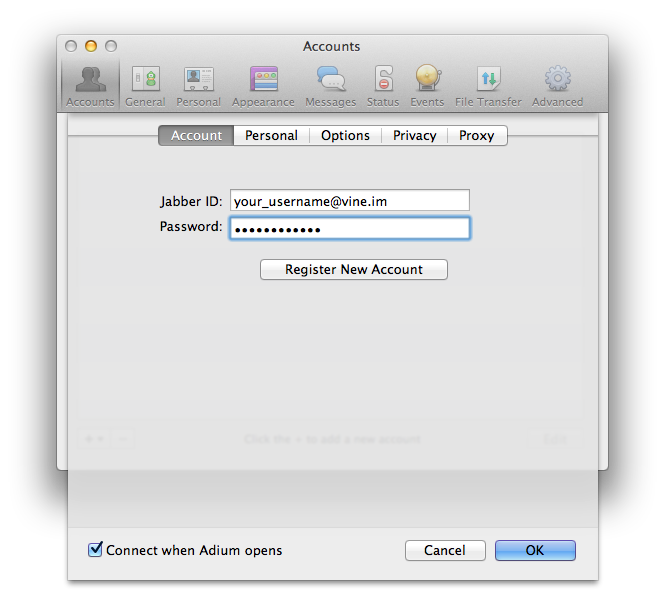 Accounts
Accounts General Personal Appearance Messages Status Events File Transfer Advanced
Account Personal Options Privacy Proxy
Jabber ID: your_username@vine.im
Password: ••••••••••••
Register New Account
Click the + to add a new account
Edit
Connect when Adium opens Cancel OK